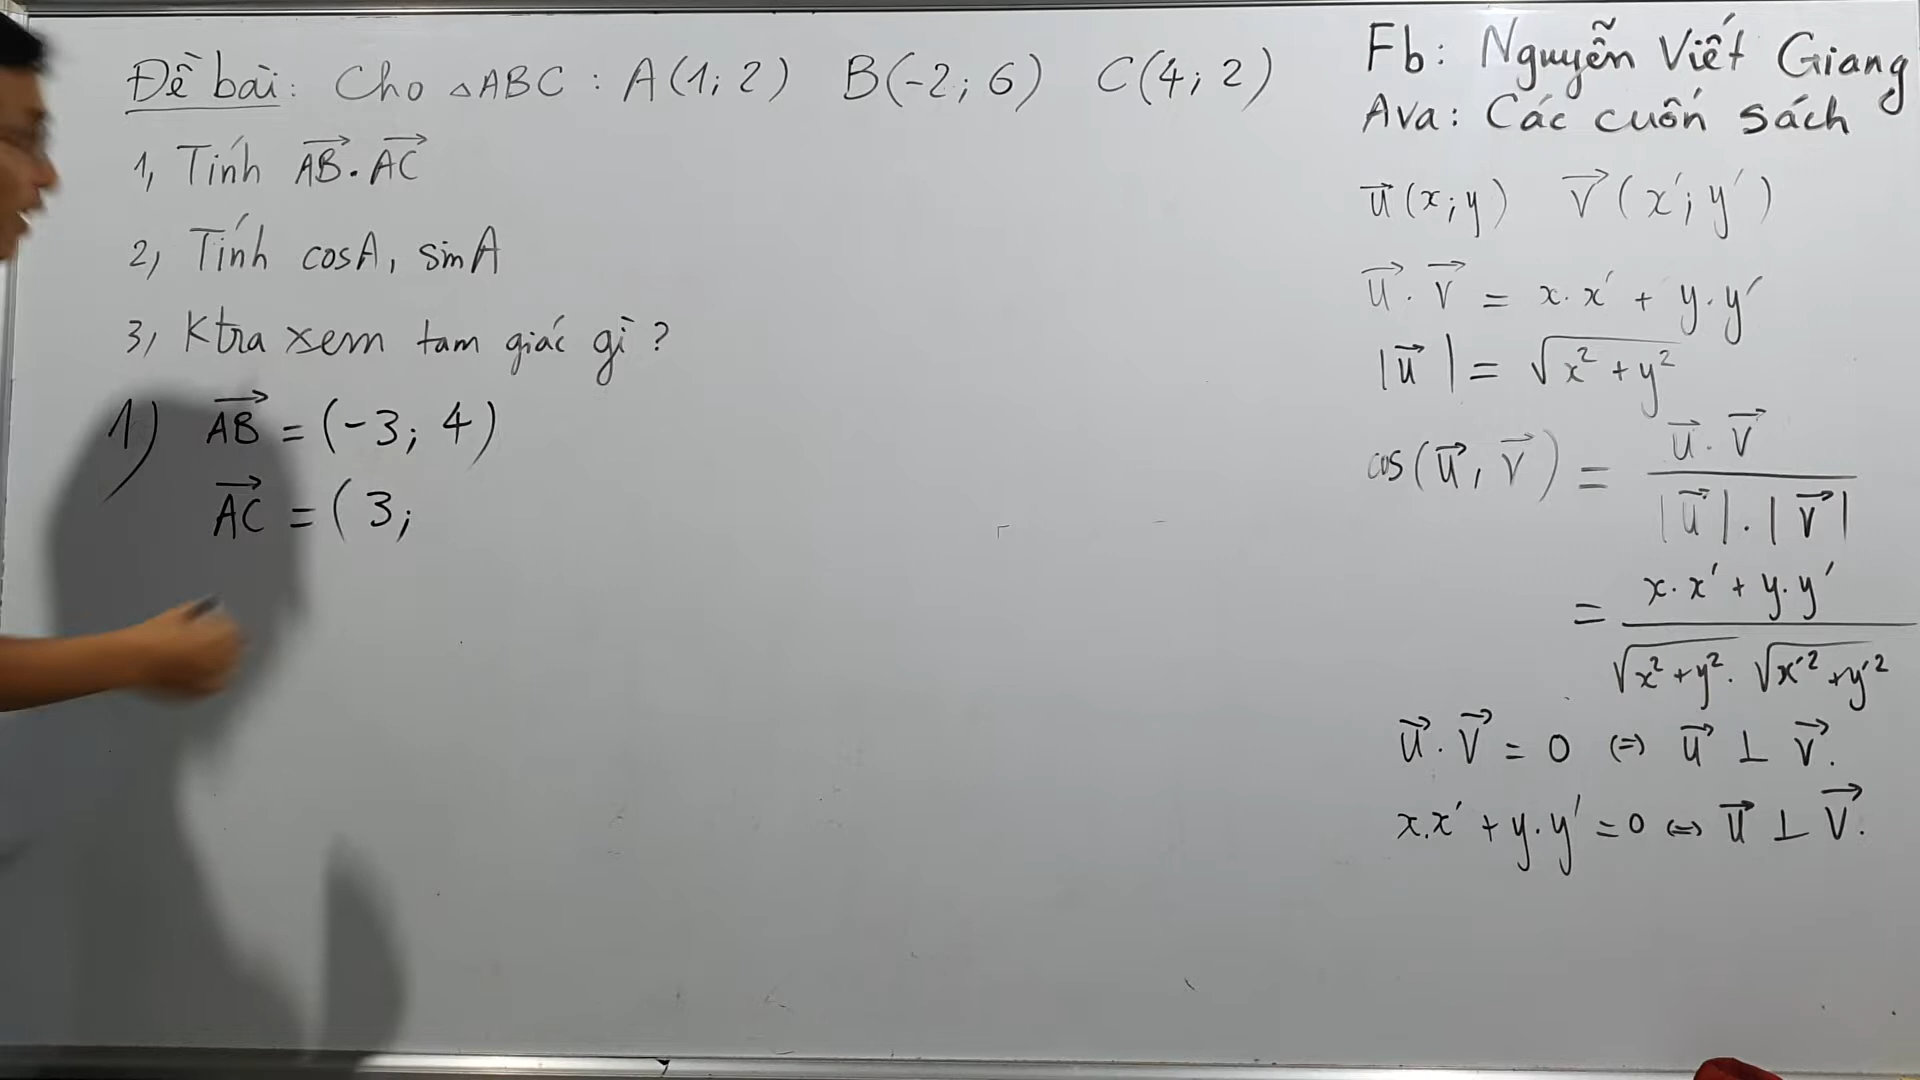 Đề bài: Cho △ABC : A(1; 2) B(-2; 6) C(4; 2)
1, Tính AB⃗.AC⃗
2, Tính cosA, sinA
3, Ktra xem tam giác gì ?
1) AB⃗ = (-3; 4)
AC⃗ = ( 3;
Fb: Nguyễn Viết Giang
Ava: Các cuốn sách
u⃗ (x; y) v⃗ (x'; y')
u⃗ . v⃗ = x. x' + y. y'
|u⃗| = √(x² + y²)
cos(u⃗, v⃗) = (u⃗ . v⃗) / (|u⃗| . |v⃗|)
= (x. x' + y. y') / (√(x² + y²) . √(x'² + y'²))
u⃗ . v⃗ = 0 (=) u⃗ ⊥ v⃗.
x.x' + y.y' = 0 <=> u⃗ ⊥ v⃗.